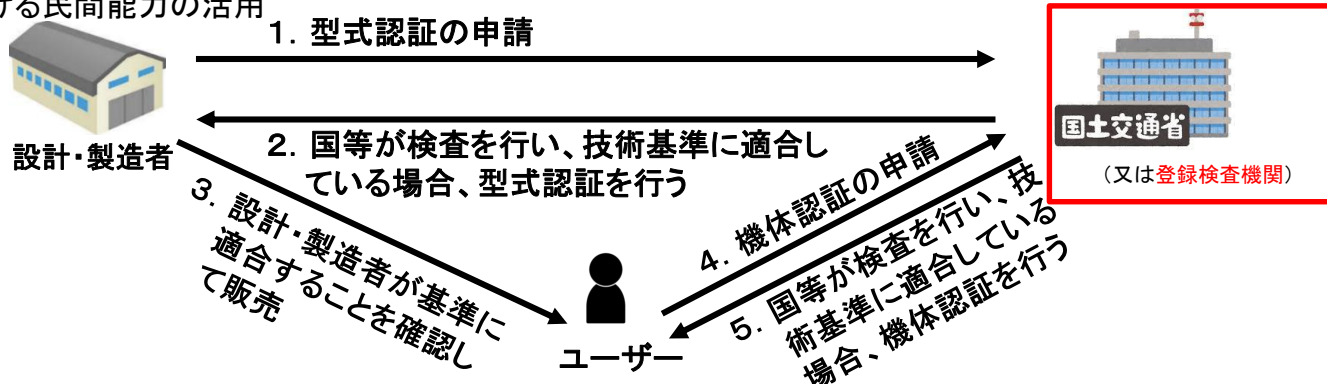 ける民間能力の活用
1．型式認証の申請
設計・製造者
2．国等が検査を行い、技術基準に適合し
ている場合、型式認証を行う
国土交通省
（又は登録検査機関）
3．設計・製造者が基準に
適合することを確認し
て販売
4．機体認証の申請
5．国等が検査を行い、技
術基準に適合している
場合、機体認証を行う
ユーザー